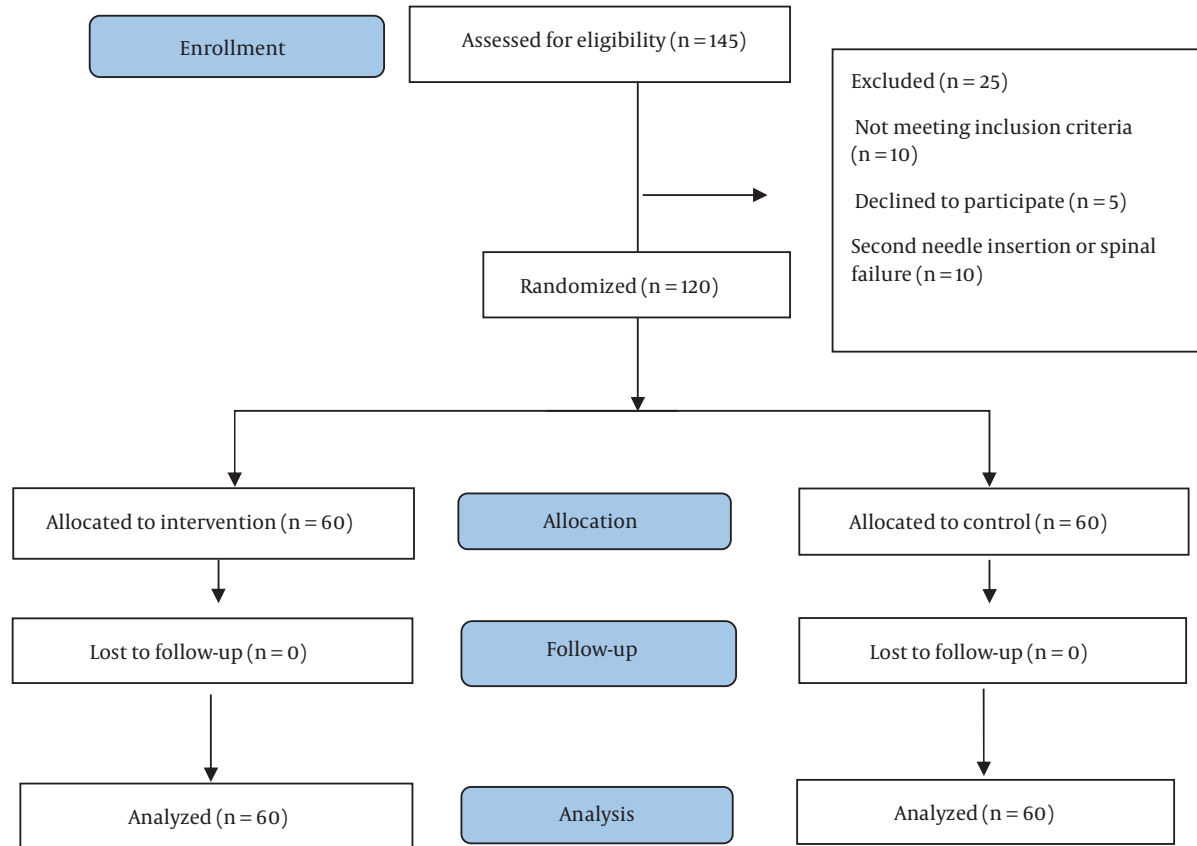 Enrollment
Assessed for eligibility (n = 145)
Excluded (n = 25)
Not meeting inclusion criteria
(n = 10)
Declined to participate (n = 5)
Second needle insertion or spinal
failure (n = 10)
Randomized (n = 120)
Allocated to intervention (n = 60)
Allocation
Allocated to control (n = 60)
Lost to follow-up (n = 0)
Follow-up
Lost to follow-up (n = 0)
Analyzed (n = 60)
Analysis
Analyzed (n = 60)